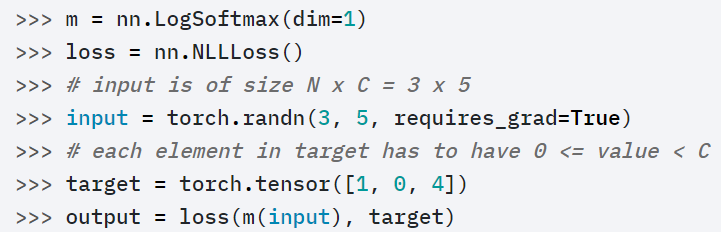 >>> m = nn.LogSoftmax(dim=1)
>>> loss = nn.NLLLoss()
>>> # input is of size N x C = 3 x 5
>>> input = torch.randn(3, 5, requires_grad=True)
>>> # each element in target has to have 0 <= value < C
>>> target = torch.tensor([1, 0, 4])
>>> output = loss(m(input), target)